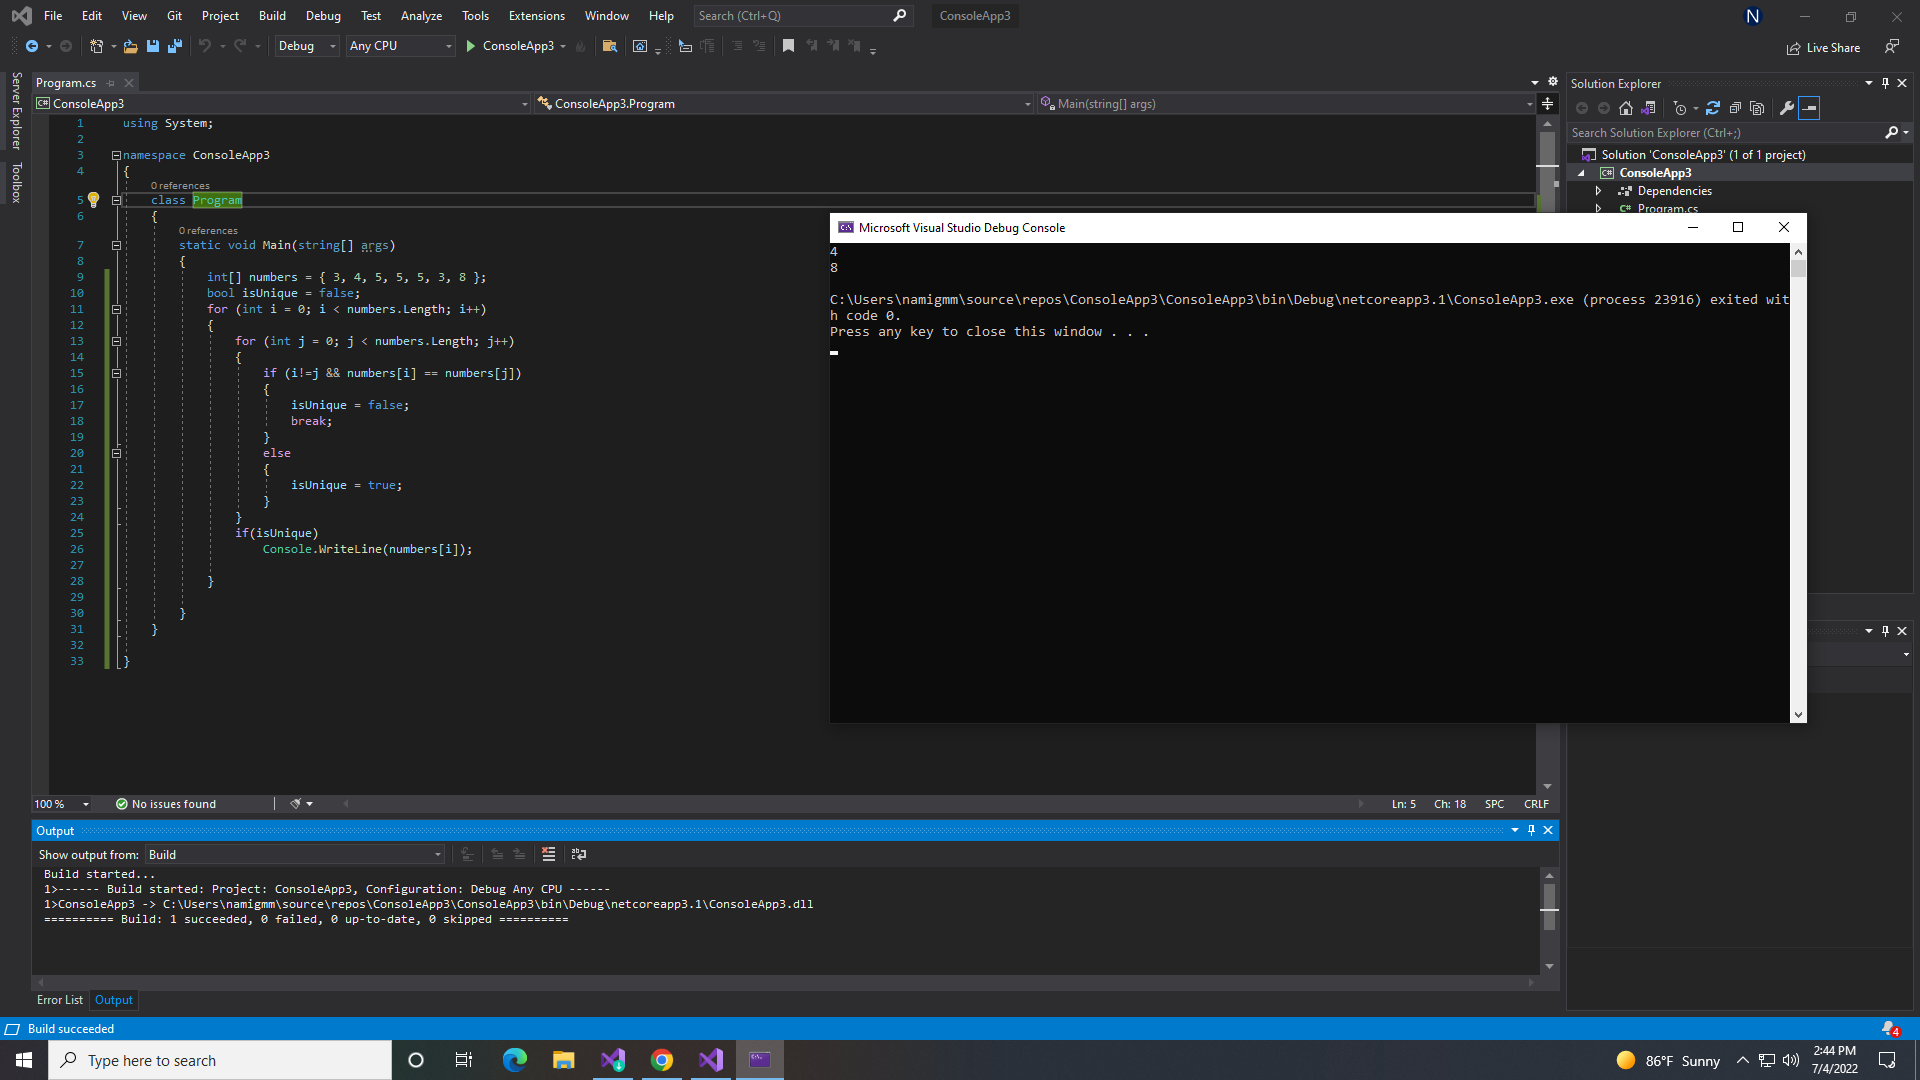 File Edit View Git Project Build Debug Test Analyze Tools Extensions Window Help Search (Ctrl+Q) ConsoleApp3 N
Debug Any CPU ConsoleApp3 Live Share
Server Explorer
Toolbox
Program.cs
C# ConsoleApp3 ConsoleApp3.Program Main(string[] args)
1 using System;
2
3 namespace ConsoleApp3
4 {
0 references
5 class Program
6 {
0 references
7 static void Main(string[] args)
8 {
9 int[] numbers = { 3, 4, 5, 5, 5, 3, 8 };
10 bool isUnique = false;
11 for (int i = 0; i < numbers.Length; i++)
12 {
13 for (int j = 0; j < numbers.Length; j++)
14 {
15 if (i!=j && numbers[i] == numbers[j])
16 {
17 isUnique = false;
18 break;
19 }
20 else
21 {
22 isUnique = true;
23 }
24 }
25 if(isUnique)
26 Console.WriteLine(numbers[i]);
27
28 }
29
30 }
31 }
32
33 }
Microsoft Visual Studio Debug Console
4
8
C:\Users\namigmm\source\repos\ConsoleApp3\ConsoleApp3\bin\Debug\netcoreapp3.1\ConsoleApp3.exe (process 23916) exited wit
h code 0.
Press any key to close this window . . .
Solution Explorer
Search Solution Explorer (Ctrl+;)
Solution 'ConsoleApp3' (1 of 1 project)
C# ConsoleApp3
Dependencies
C# Program.cs
100 % No issues found Ln: 5 Ch: 18 SPC CRLF
Output
Show output from: Build
Build started...
1>------ Build started: Project: ConsoleApp3, Configuration: Debug Any CPU ------
1>ConsoleApp3 -> C:\Users\namigmm\source\repos\ConsoleApp3\ConsoleApp3\bin\Debug\netcoreapp3.1\ConsoleApp3.dll
========== Build: 1 succeeded, 0 failed, 0 up-to-date, 0 skipped ==========
Error List Output
Build succeeded 4
Type here to search 86°F Sunny 2:44 PM
7/4/2022